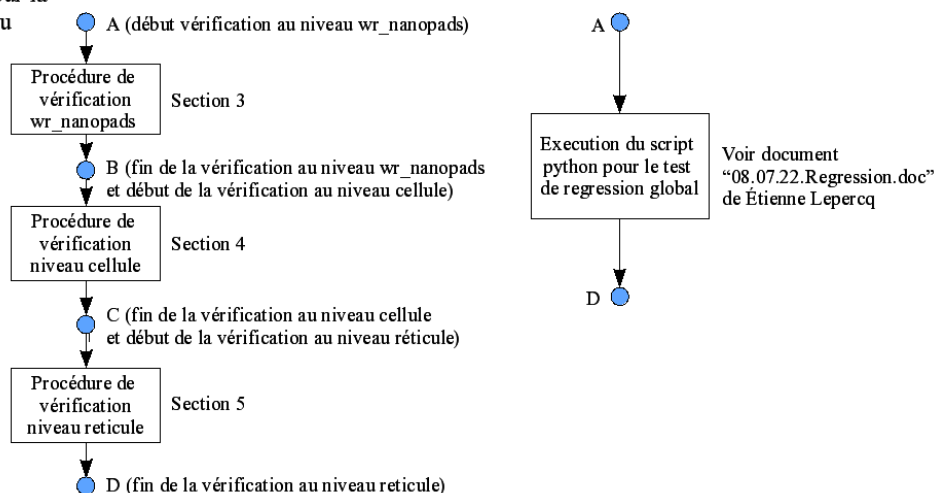 u
A (début vérification au niveau wr_nanopads)
Procédure de
vérification
wr_nanopads
Section 3
B (fin de la vérification au niveau wr_nanopads
et début de la vérification au niveau cellule)
Procédure de
vérification
niveau cellule
Section 4
C (fin de la vérification au niveau cellule
et début de la vérification au niveau réticule)
Procédure de
vérification
niveau reticule
Section 5
D (fin de la vérification au niveau reticule)
A
Execution du script
python pour le test
de regression global
Voir document
“08.07.22.Regression.doc”
de Étienne Lepercq
D